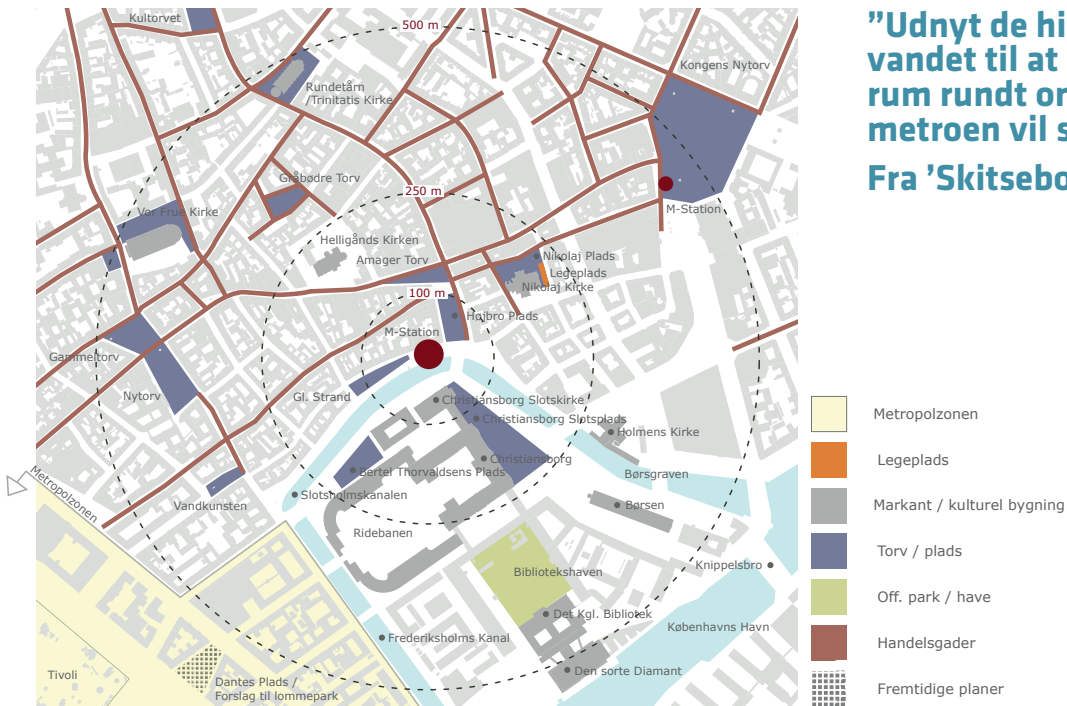 Kultorvet
500 m
Kongens Nytorv
Rundetårn
/Trinitatis Kirke
Gråbødre Torv
250 m
M-Station
Vor Frue Kirke
Helligånds Kirken
Amager Torv
Nikolaj Plads
Legeplads
Nikolaj Kirke
100 m
Højbro Plads
M-Station
Gammeltorv
Nytorv
Gl. Strand
Christiansborg Slotskirke
Christiansborg Slotsplads
Holmens Kirke
Christiansborg
Bertel Thorvaldsens Plads
Børsgraven
Metropolzonen
Vandkunsten
Slotsholmskanalen
Børsen
Ridebanen
Knippelsbro
Bibliotekshaven
Det Kgl. Bibliotek
Københavns Havn
Frederiksholms Kanal
Den sorte Diamant
Tivoli
Dantes Plads /
Forslag til lommepark
”Udnyt de hi
vandet til at
rum rundt or
metroen vil s
Fra ’Skitsebo
Metropolzonen
Legeplads
Markant / kulturel bygning
Torv / plads
Off. park / have
Handelsgader
Fremtidige planer